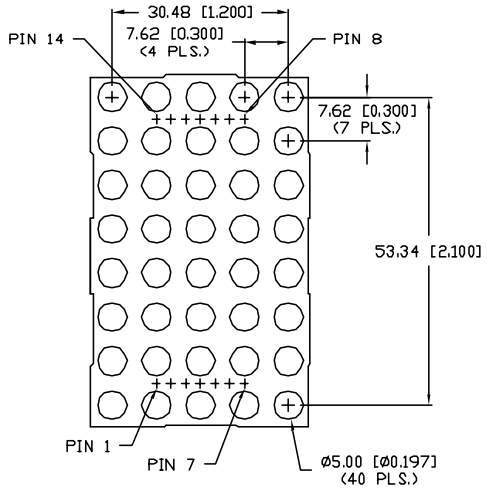 30.48 [1.200]
PIN 14
7.62 [0.300]
(4 PLS.)
PIN 8
7.62 [0.300]
(7 PLS.)
53.34 [2.100]
PIN 1
PIN 7
Ø5.00 [Ø0.197]
(40 PLS.)